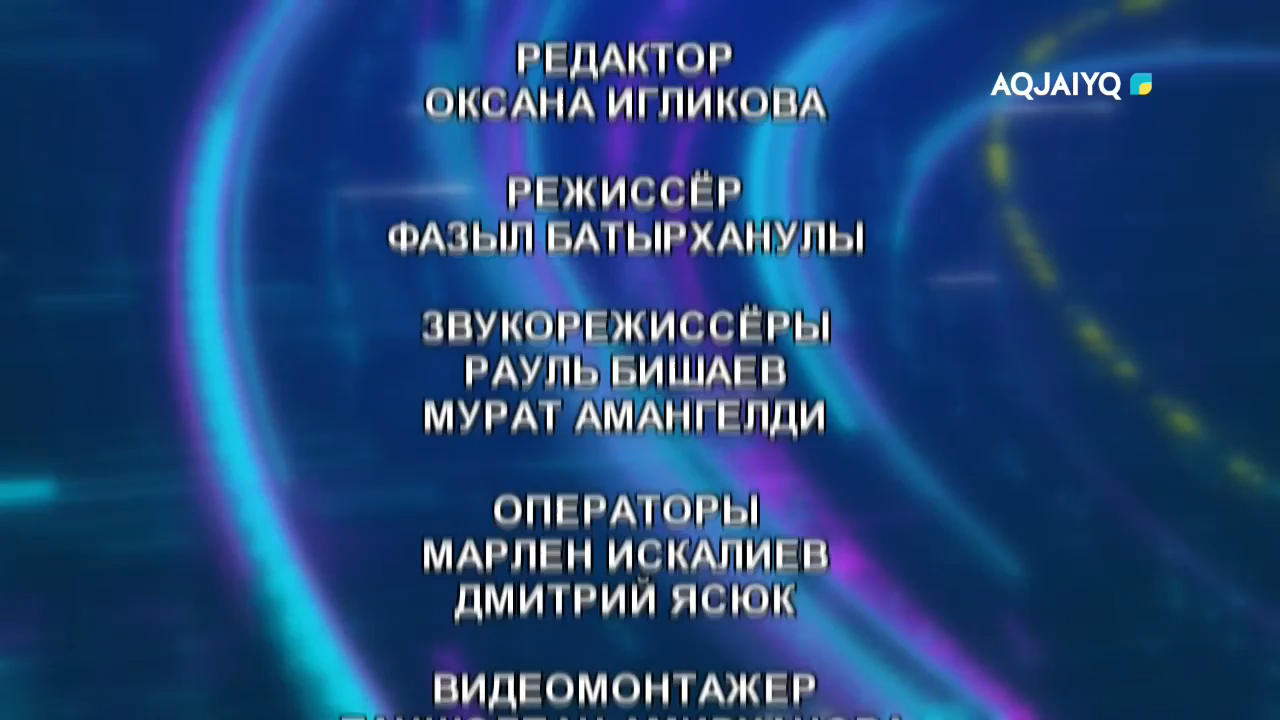 РЕДАКТОР
ОКСАНА ИГЛИКОВА
AQJAIYQ
РЕЖИССЁР
ФАЗЫЛ БАТЫРХАНУЛЫ
ЗВУКОРЕЖИССЁРЫ
РАУЛЬ БИШАЕВ
МУРАТ АМАНГЕЛДИ
ОПЕРАТОРЫ
МАРЛЕН ИСКАЛИЕВ
ДМИТРИЙ ЯСЮК
ВИДЕОМОНТАЖЕР